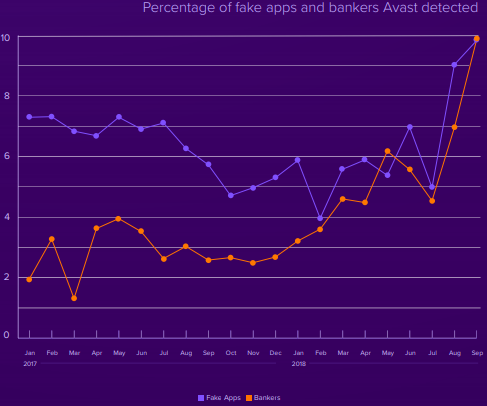 Percentage of fake apps and bankers Avast detected
10
8
6
4
2
0
Jan Feb Mar Apr May Jun Jul Aug Sep Oct Nov Dec Jan Feb Mar Apr May Jun Jul Aug Sep
2017 2018
Fake Apps Bankers